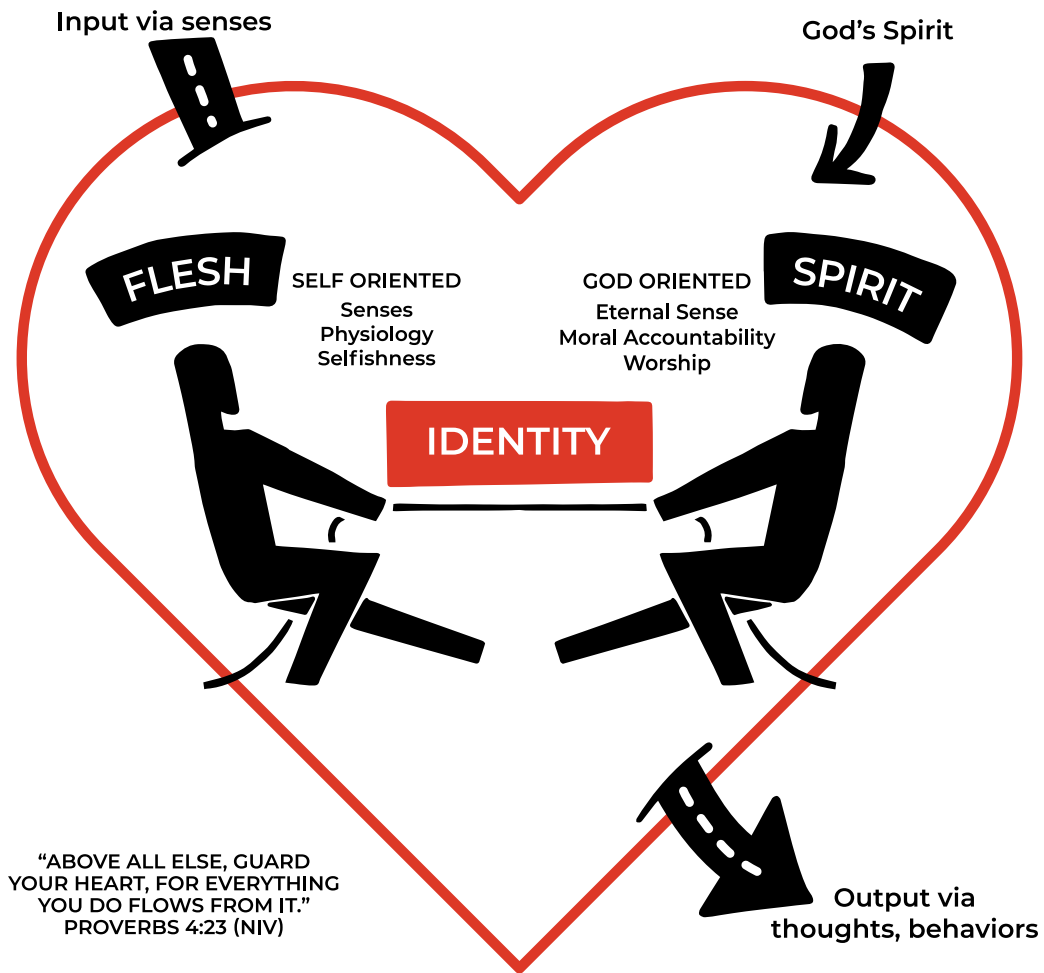 Input via senses
God’s Spirit
FLESH
SELF ORIENTED
Senses
Physiology
Selfishness
GOD ORIENTED
Eternal Sense
Moral Accountability
Worship
SPIRIT
IDENTITY
“ABOVE ALL ELSE, GUARD
YOUR HEART, FOR EVERYTHING
YOU DO FLOWS FROM IT.”
PROVERBS 4:23 (NIV)
Output via
thoughts, behaviors